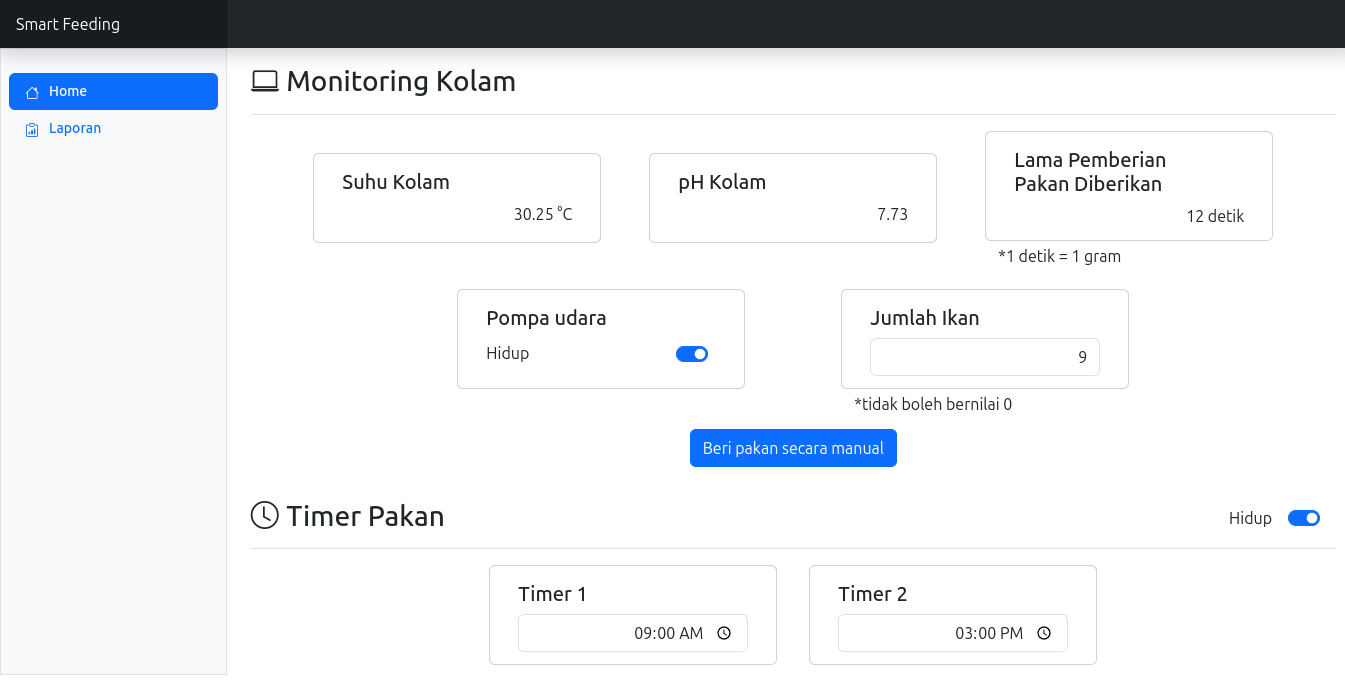 Smart Feeding
Home
Laporan
Monitoring Kolam
Suhu Kolam
30.25 °C
pH Kolam
7.73
Lama Pemberian
Pakan Diberikan
12 detik
*1 detik = 1 gram
Pompa udara
Hidup
Jumlah Ikan
9
*tidak boleh bernilai 0
Beri pakan secara manual
Timer Pakan
Hidup
Timer 1
09:00 AM
Timer 2
03:00 PM